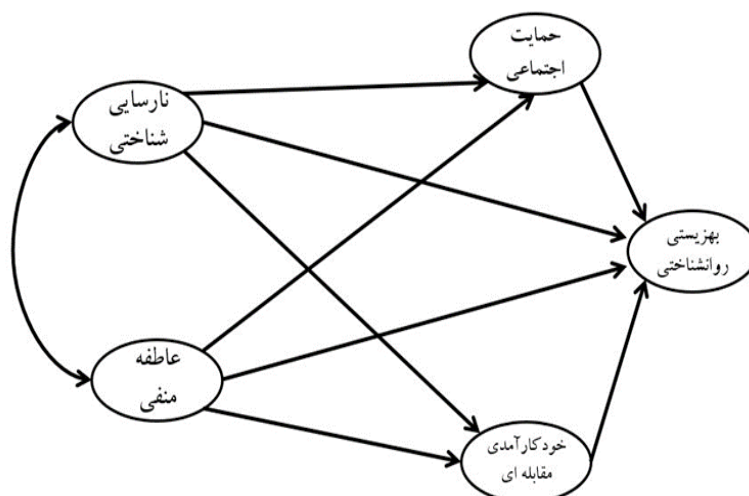 حمایت
اجتماعی
نارسایی
شناختی
بهزیستی
روانشناختی
عاطفه
منفی
خودکارآمدی
مقابله ای